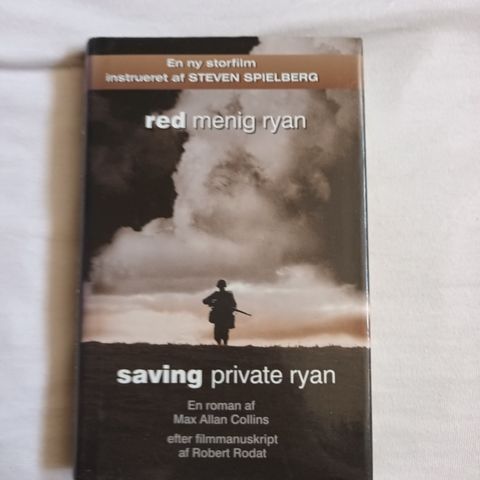 En ny storfilm
instrueret af STEVEN SPIELBERG
red menig ryan
saving private ryan
En roman af
Max Allan Collins
efter filmmanuskript
af Robert Rodat